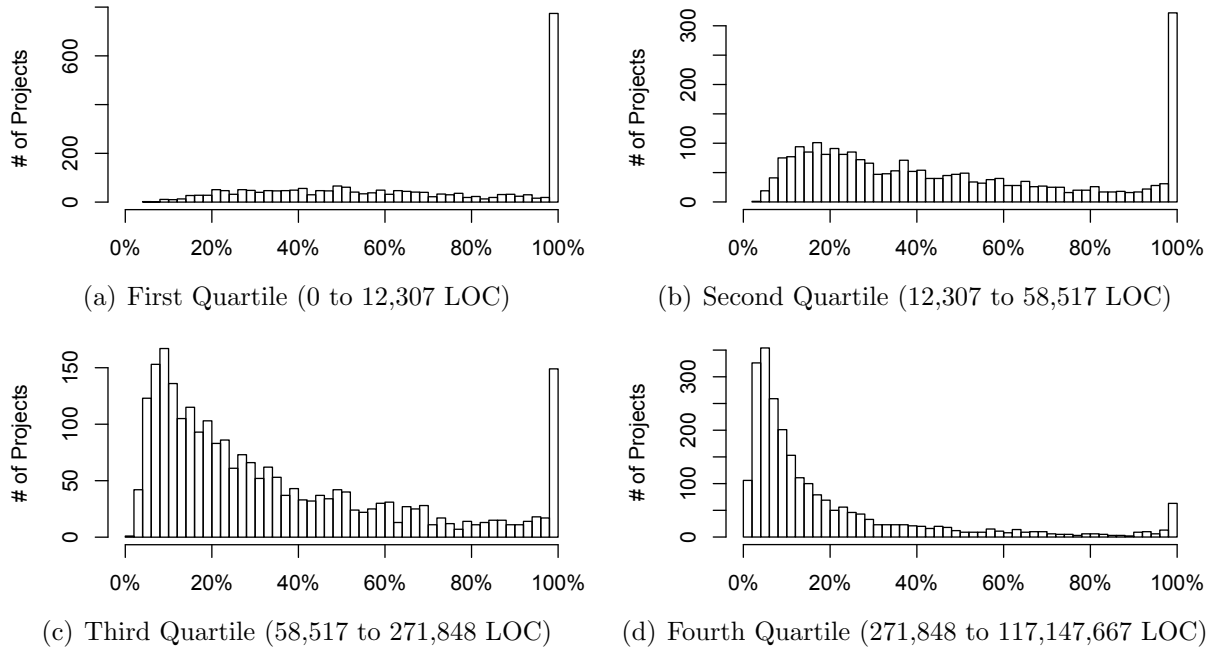 # of Projects
600
200
0
0% 20% 40% 60% 80% 100%
(a) First Quartile (0 to 12,307 LOC)
# of Projects
300
200
100
0
0% 20% 40% 60% 80% 100%
(b) Second Quartile (12,307 to 58,517 LOC)
# of Projects
150
100
50
0
0% 20% 40% 60% 80% 100%
(c) Third Quartile (58,517 to 271,848 LOC)
# of Projects
300
200
100
0
0% 20% 40% 60% 80% 100%
(d) Fourth Quartile (271,848 to 117,147,667 LOC)